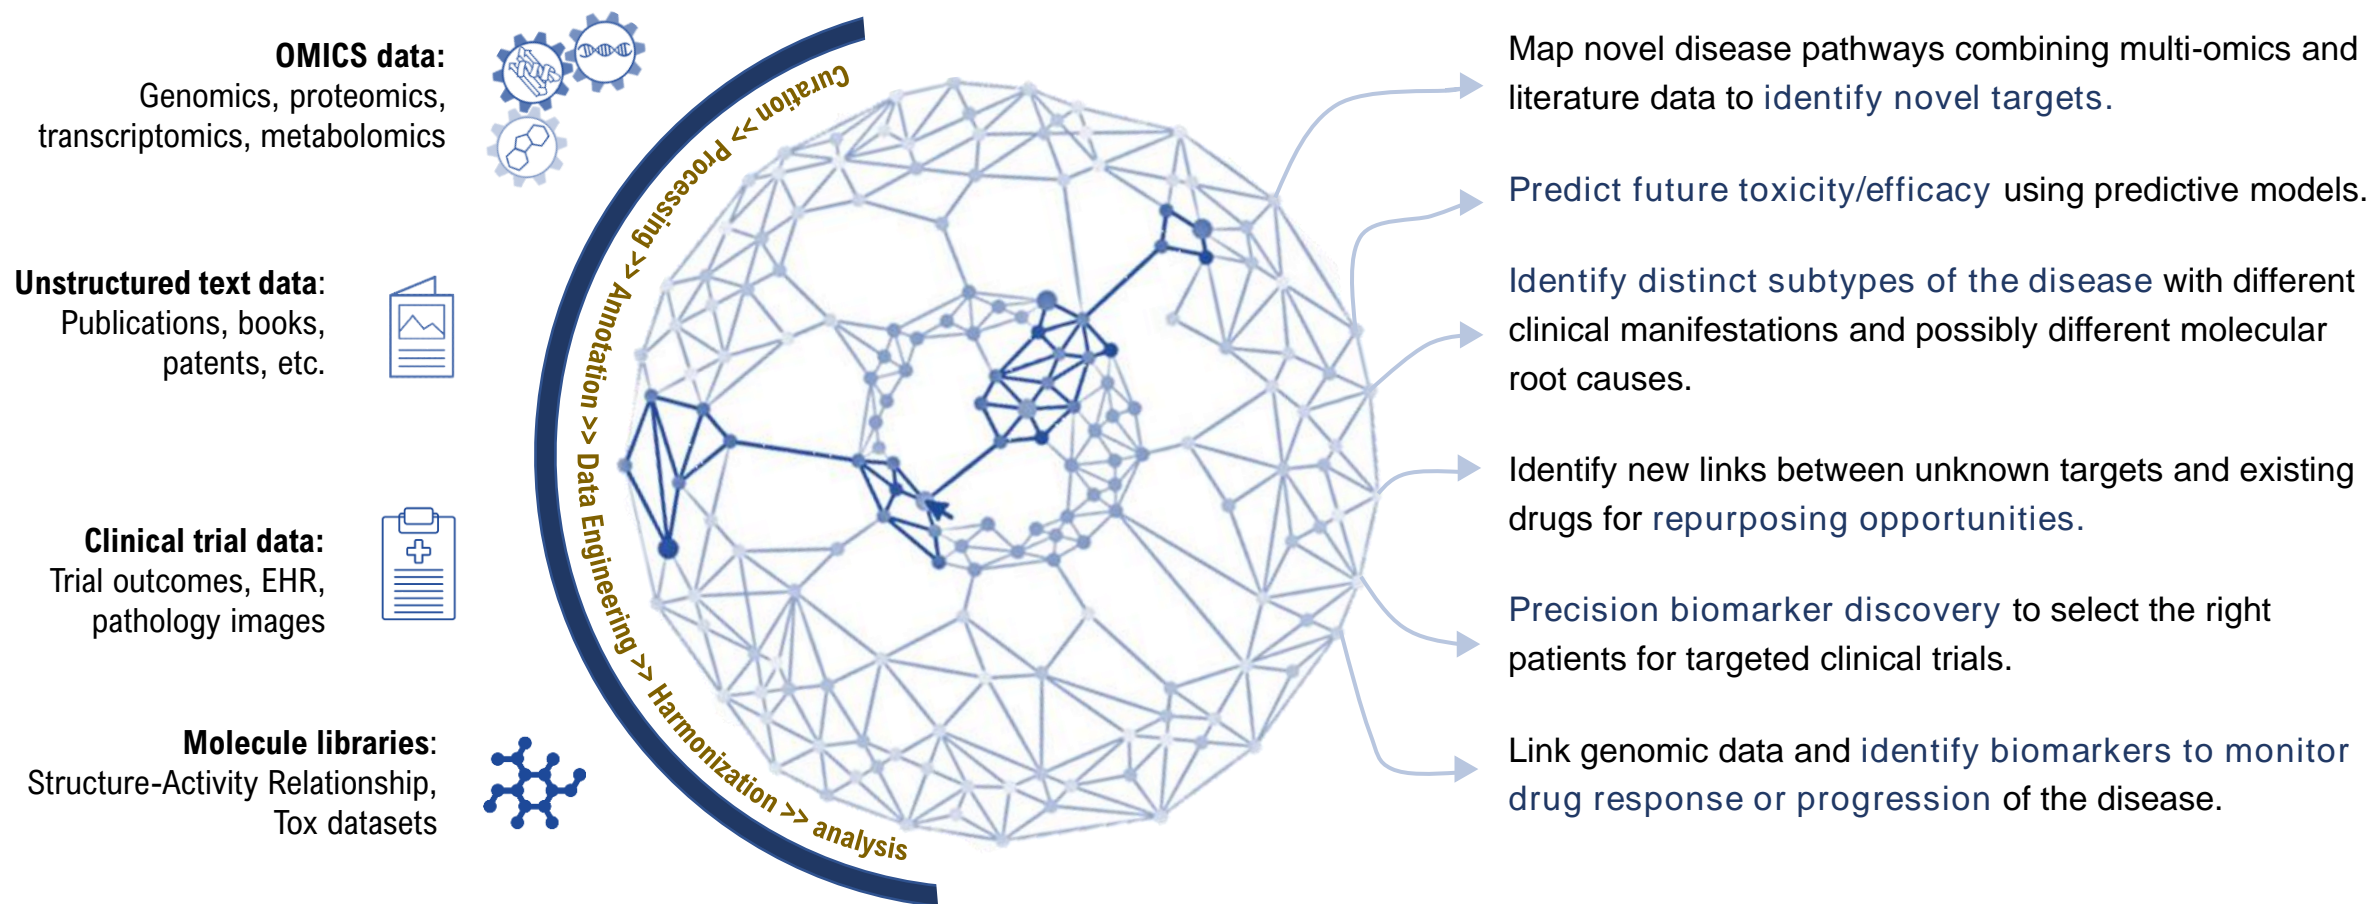 OMICS data:
Genomics, proteomics,
transcriptomics, metabolomics
Unstructured text data:
Publications, books,
patents, etc.
Clinical trial data:
Trial outcomes, EHR,
pathology images
Molecule libraries:
Structure-Activity Relationship,
Tox datasets
Curation >> Processing >> Annotation >> Data Engineering >> Harmonization >> analysis
Map novel disease pathways combining multi-omics and
literature data to identify novel targets.
Predict future toxicity/efficacy using predictive models.
Identify distinct subtypes of the disease with different
clinical manifestations and possibly different molecular
root causes.
Identify new links between unknown targets and existing
drugs for repurposing opportunities.
Precision biomarker discovery to select the right
patients for targeted clinical trials.
Link genomic data and identify biomarkers to monitor
drug response or progression of the disease.